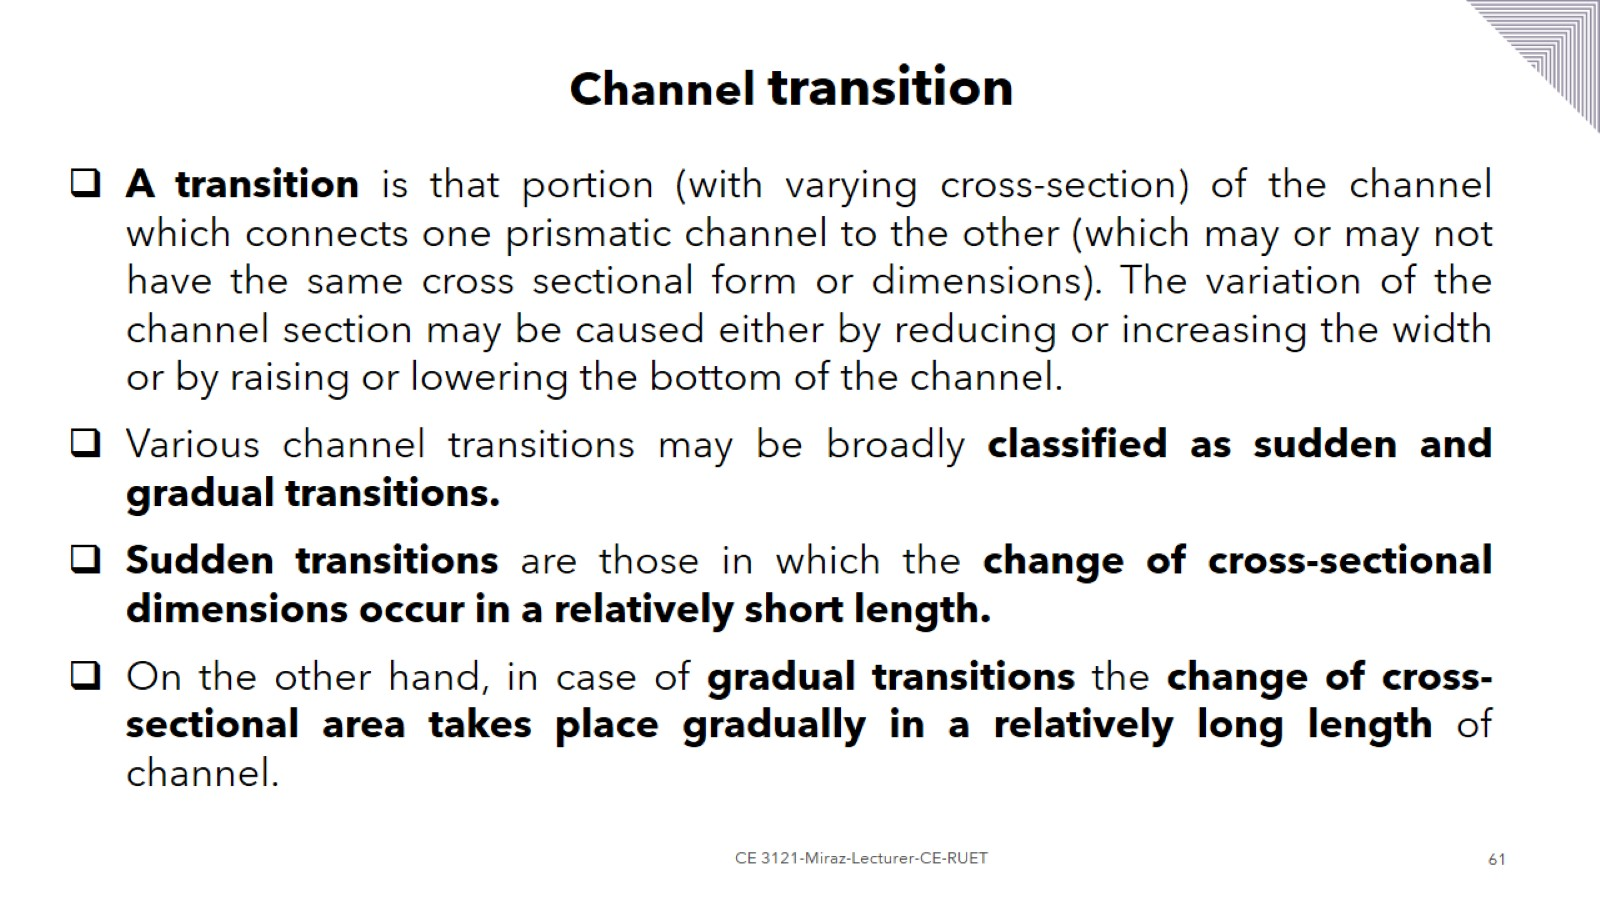 Channel transition
❑ A transition is that portion (with varying cross-section) of the channel
which connects one prismatic channel to the other (which may or may not
have the same cross sectional form or dimensions). The variation of the
channel section may be caused either by reducing or increasing the width
or by raising or lowering the bottom of the channel.
❑ Various channel transitions may be broadly classified as sudden and
gradual transitions.
❑ Sudden transitions are those in which the change of cross-sectional
dimensions occur in a relatively short length.
❑ On the other hand, in case of gradual transitions the change of cross-
sectional area takes place gradually in a relatively long length of
channel.
CE 3121-Miraz-Lecturer-CE-RUET
61